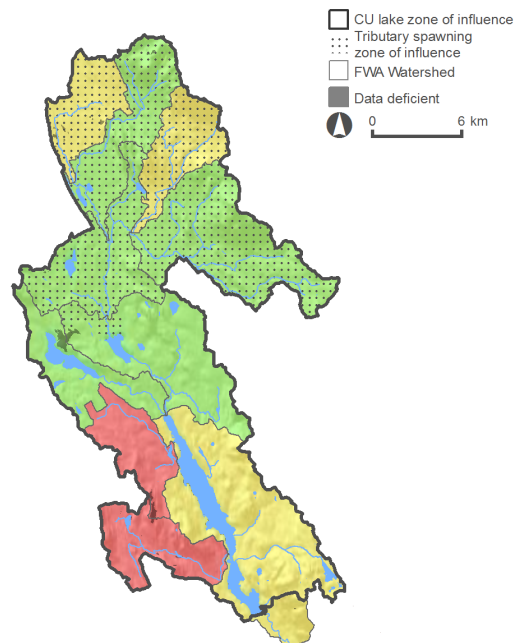 CU lake zone of influence
Tributary spawning
zone of influence
FWA Watershed
Data deficient
0 6 km